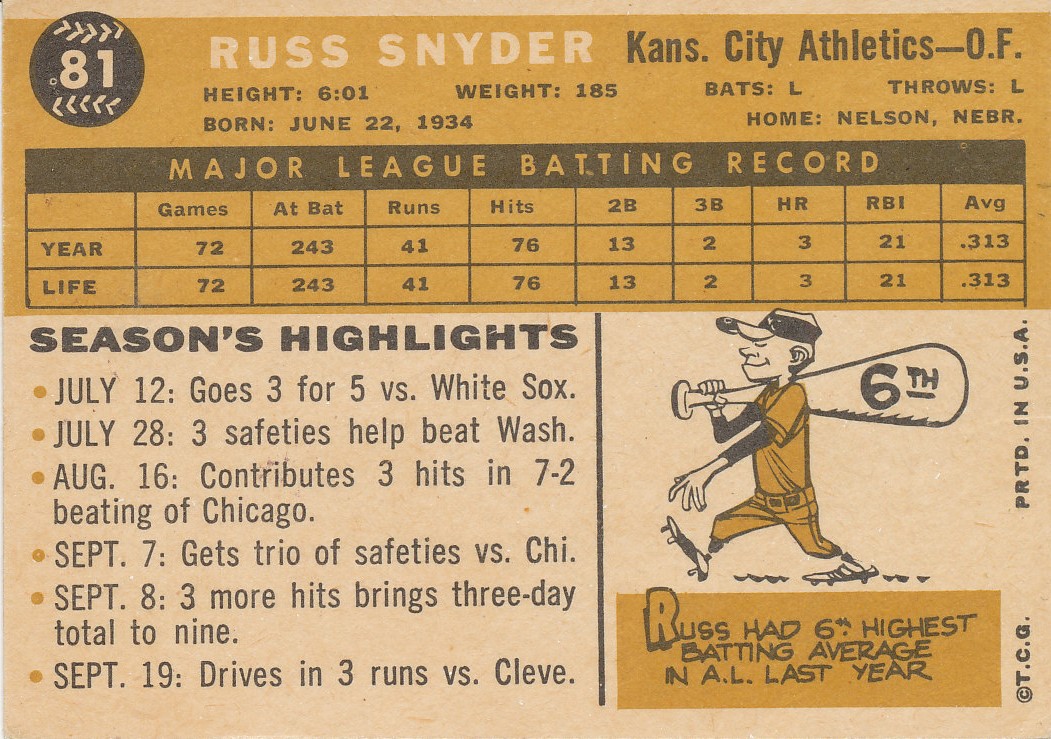 81
RUSS SNYDER Kans. City Athletics—O.F.
HEIGHT: 6:01 WEIGHT: 185 BATS: L THROWS: L
BORN: JUNE 22, 1934 HOME: NELSON, NEBR.
MAJOR LEAGUE BATTING RECORD
Games At Bat Runs Hits 2B 3B HR RBI Avg
YEAR 72 243 41 76 13 2 3 21 .313
LIFE 72 243 41 76 13 2 3 21 .313
SEASON'S HIGHLIGHTS
• JULY 12: Goes 3 for 5 vs. White Sox.
• JULY 28: 3 safeties help beat Wash.
• AUG. 16: Contributes 3 hits in 7-2
beating of Chicago.
• SEPT. 7: Gets trio of safeties vs. Chi.
• SEPT. 8: 3 more hits brings three-day
total to nine.
• SEPT. 19: Drives in 3 runs vs. Cleve.
6TH
RUSS HAD 6TH HIGHEST
BATTING AVERAGE
IN A.L. LAST YEAR
©T.C.G. PRTD. IN U.S.A.